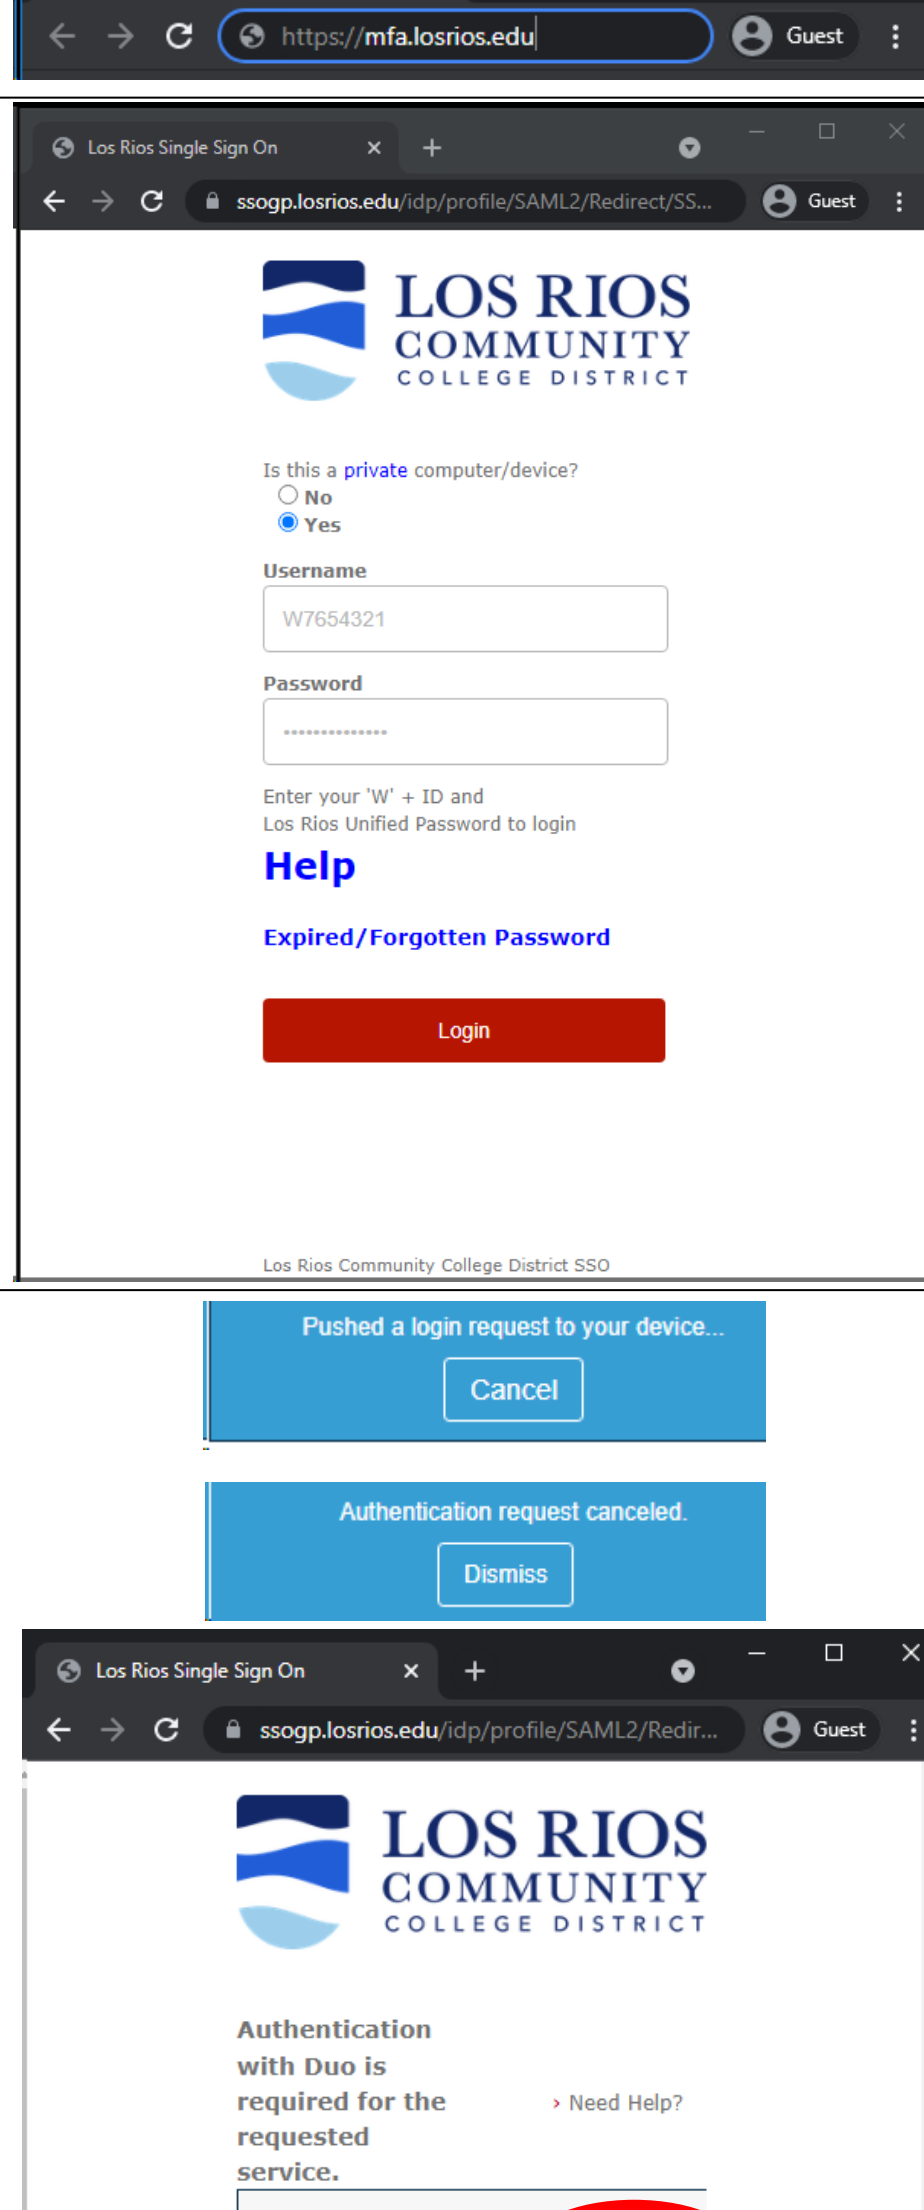 https://mfa.losrios.edu
Guest
Los Rios Single Sign On
ssogp.losrios.edu/idp/profile/SAML2/Redirect/SS...
Guest
LOS RIOS
COMMUNITY
COLLEGE DISTRICT
Is this a private computer/device?
No
Yes
Username
W7654321
Password
Enter your 'W' + ID and
Los Rios Unified Password to login
Help
Expired/Forgotten Password
Login
Los Rios Community College District SSO
Pushed a login request to your device...
Cancel
Authentication request canceled.
Dismiss
Los Rios Single Sign On
ssogp.losrios.edu/idp/profile/SAML2/Redir...
Guest
LOS RIOS
COMMUNITY
COLLEGE DISTRICT
Authentication
with Duo is
required for the
requested
service.
› Need Help?